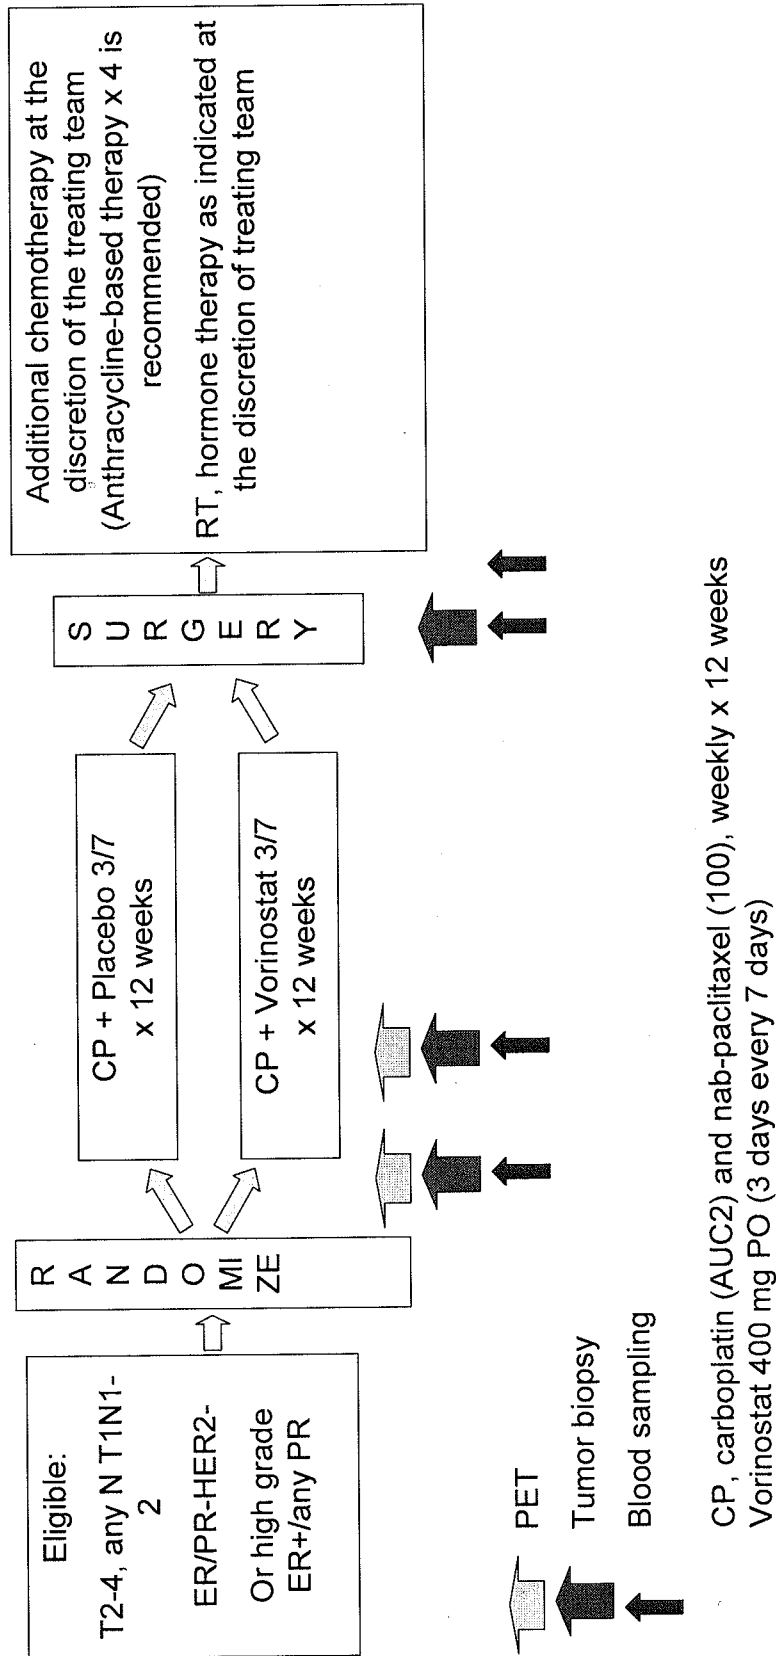 Eligible:
T2-4, any N T1N1-
2
ER/PR-HER2-
Or high grade
ER+/any PR
R
A
N
D
O
MI
ZE
CP + Placebo 3/7
x 12 weeks
CP + Vorinostat 3/7
x 12 weeks
S
U
R
G
E
R
Y
Additional chemotherapy at the
discretion of the treating team
(Anthracycline-based therapy x 4 is
recommended)
RT, hormone therapy as indicated at
the discretion of treating team
PET
Tumor biopsy
Blood sampling
CP, carboplatin (AUC2) and nab-paclitaxel (100), weekly x 12 weeks
Vorinostat 400 mg PO (3 days every 7 days)